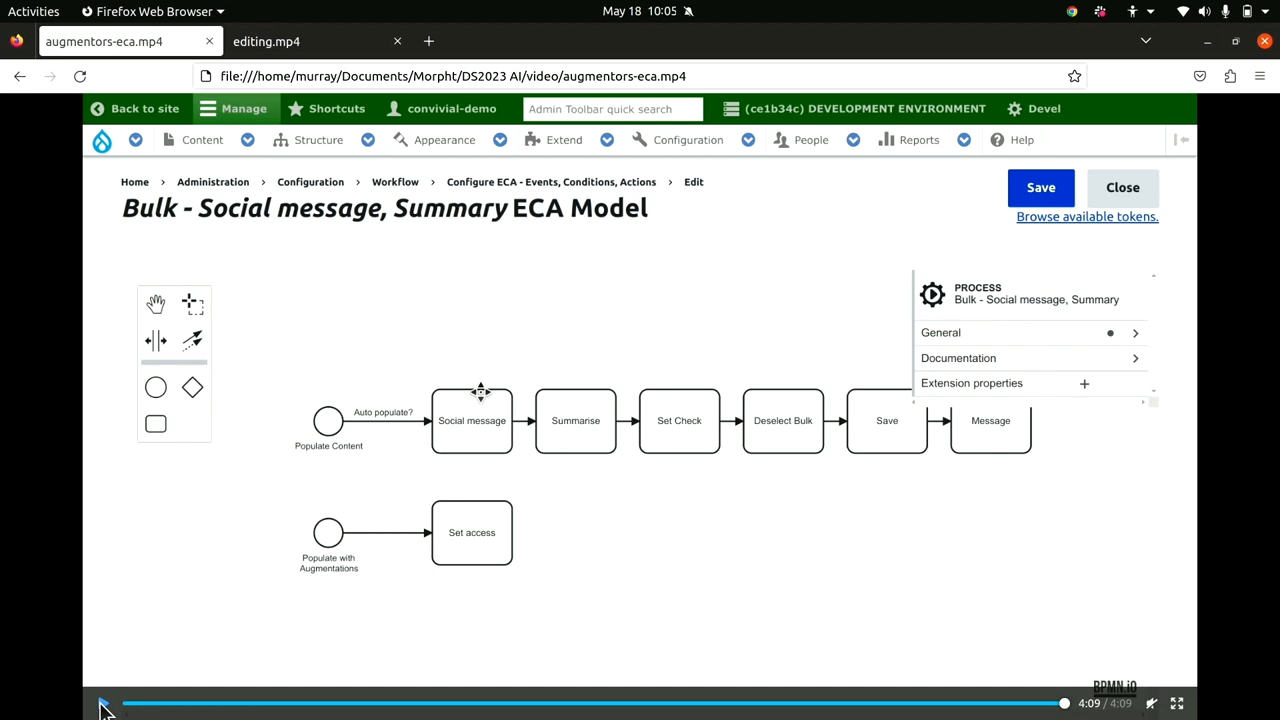 Activities
Firefox Web Browser
May 18 10:05
augmentors-eca.mp4
editing.mp4
file:///home/murray/Documents/Morpht/DS2023 AI/video/augmentors-eca.mp4
Back to site
Manage
Shortcuts
convivial-demo
Admin Toolbar quick search
(ce1b34c) DEVELOPMENT ENVIRONMENT
Devel
Content
Structure
Appearance
Extend
Configuration
People
Reports
Help
Home > Administration > Configuration > Workflow > Configure ECA - Events, Conditions, Actions > Edit
Bulk - Social message, Summary ECA Model
Save
Close
Browse available tokens.
PROCESS
Bulk - Social message, Summary
General
Documentation
Extension properties
Auto populate?
Populate Content
Social message
Summarise
Set Check
Deselect Bulk
Save
Message
Populate with
Augmentations
Set access
BPMN.iO
4:09 / 4:09